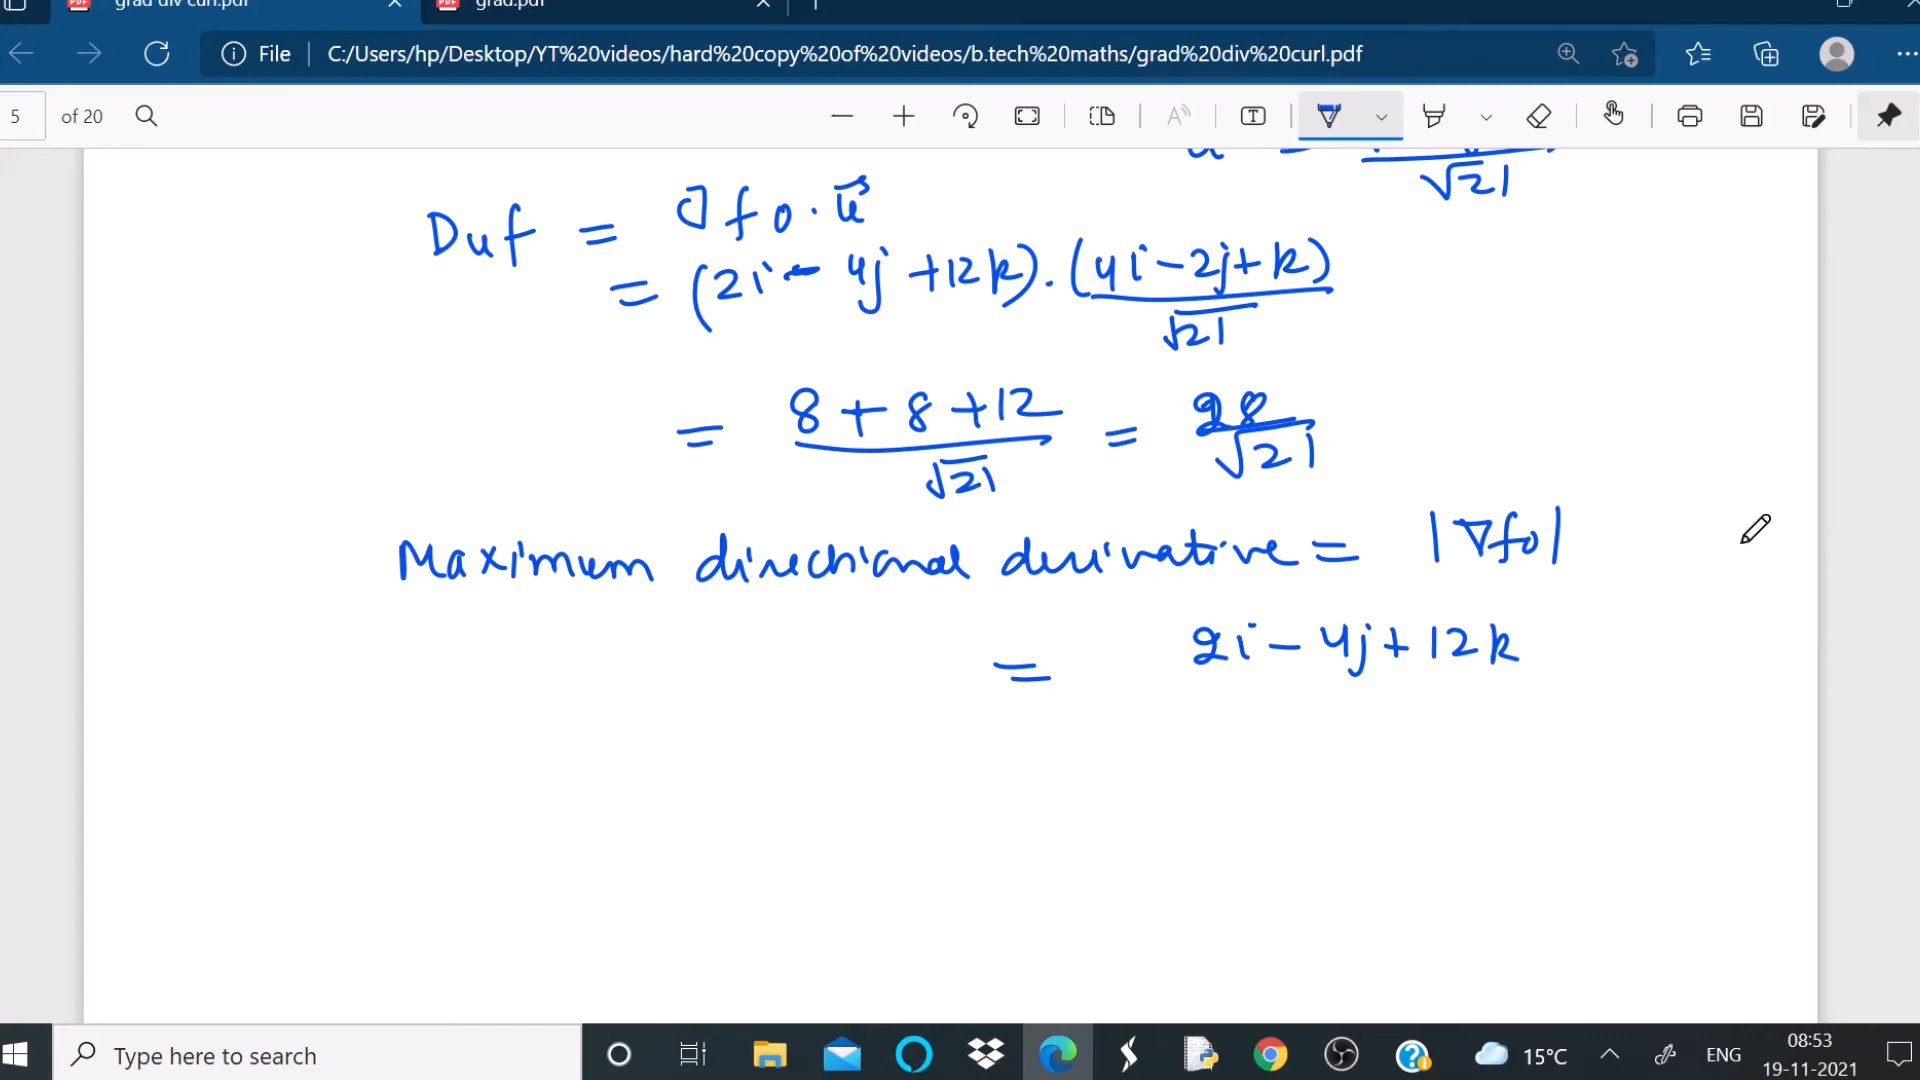 grad div curl.pdf grad.pdf
File C:/Users/hp/Desktop/YT%20videos/hard%20copy%20of%20videos/b.tech%20maths/grad%20div%20curl.pdf
5 of 20
√21
Duf = ∇f0 . u⃗
= (2i - 4j + 12k) . (4i - 2j + k) / √21
= 8 + 8 + 12 / √21 = 28 / √21
Maximum directional derivative = |∇f0|
= 2i - 4j + 12k
Type here to search 15°C ENG 08:53
19-11-2021